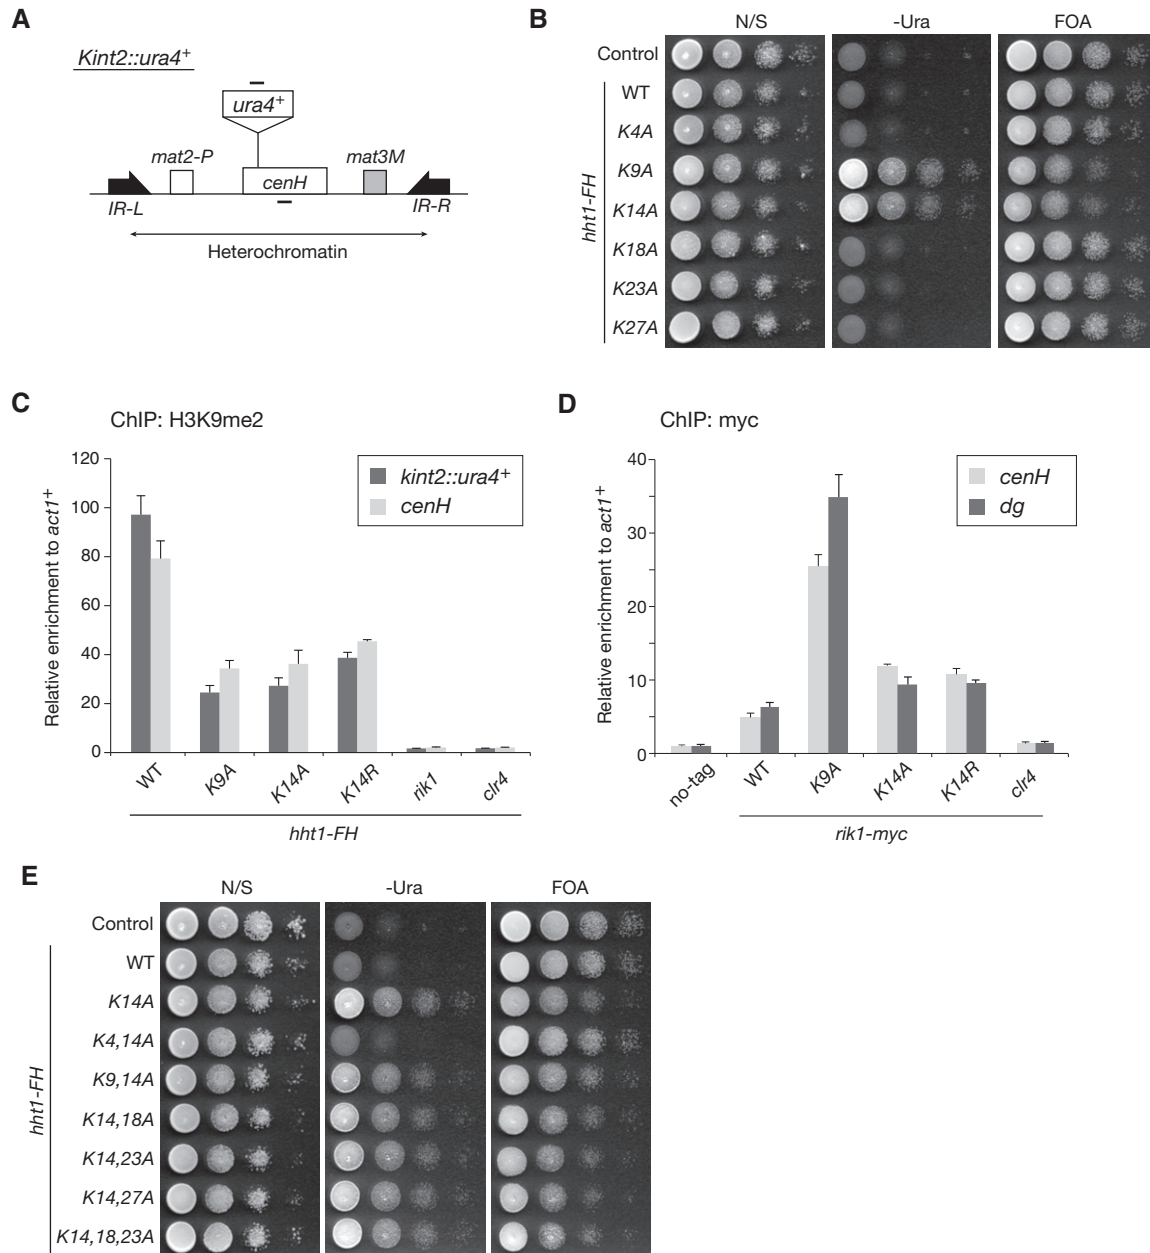 A
Kint2::ura4+
ura4+
mat2-P
mat3M
cenH
IR-L
IR-R
Heterochromatin
B
N/S
-Ura
FOA
Control
WT
K4A
K9A
K14A
K18A
K23A
K27A
hht1-FH
C
ChIP: H3K9me2
Relative enrichment to act1+
120
100
80
60
40
20
0
kint2::ura4+
cenH
WT
K9A
K14A
K14R
rik1
clr4
hht1-FH
D
ChIP: myc
Relative enrichment to act1+
40
30
20
10
0
cenH
dg
no-tag
WT
K9A
K14A
K14R
clr4
rik1-myc
E
N/S
-Ura
FOA
Control
WT
K14A
K4,14A
K9,14A
K14,18A
K14,23A
K14,27A
K14,18,23A
hht1-FH